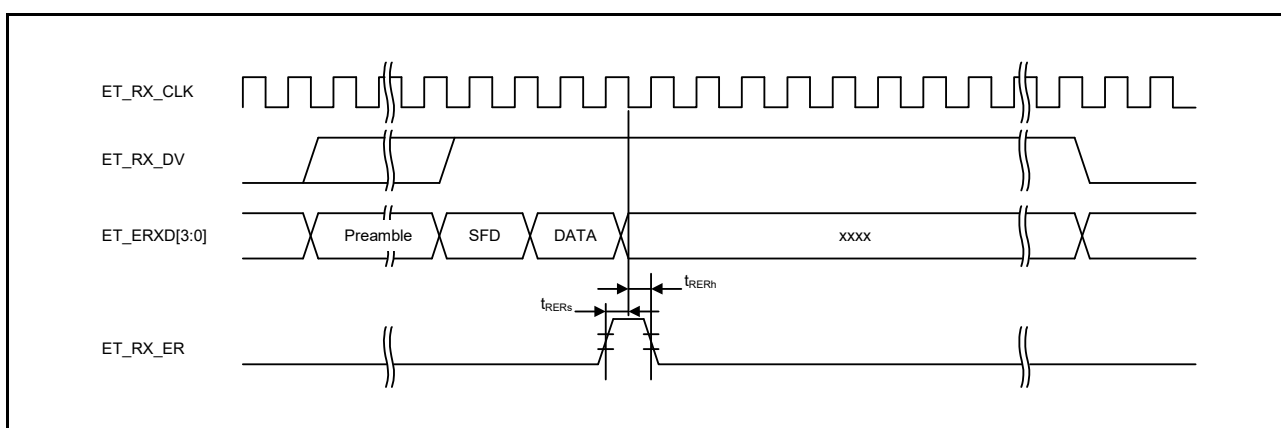 ET_RX_CLK
ET_RX_DV
ET_ERXD[3:0]
Preamble
SFD
DATA
xxxx
tRERh
tRERs
ET_RX_ER